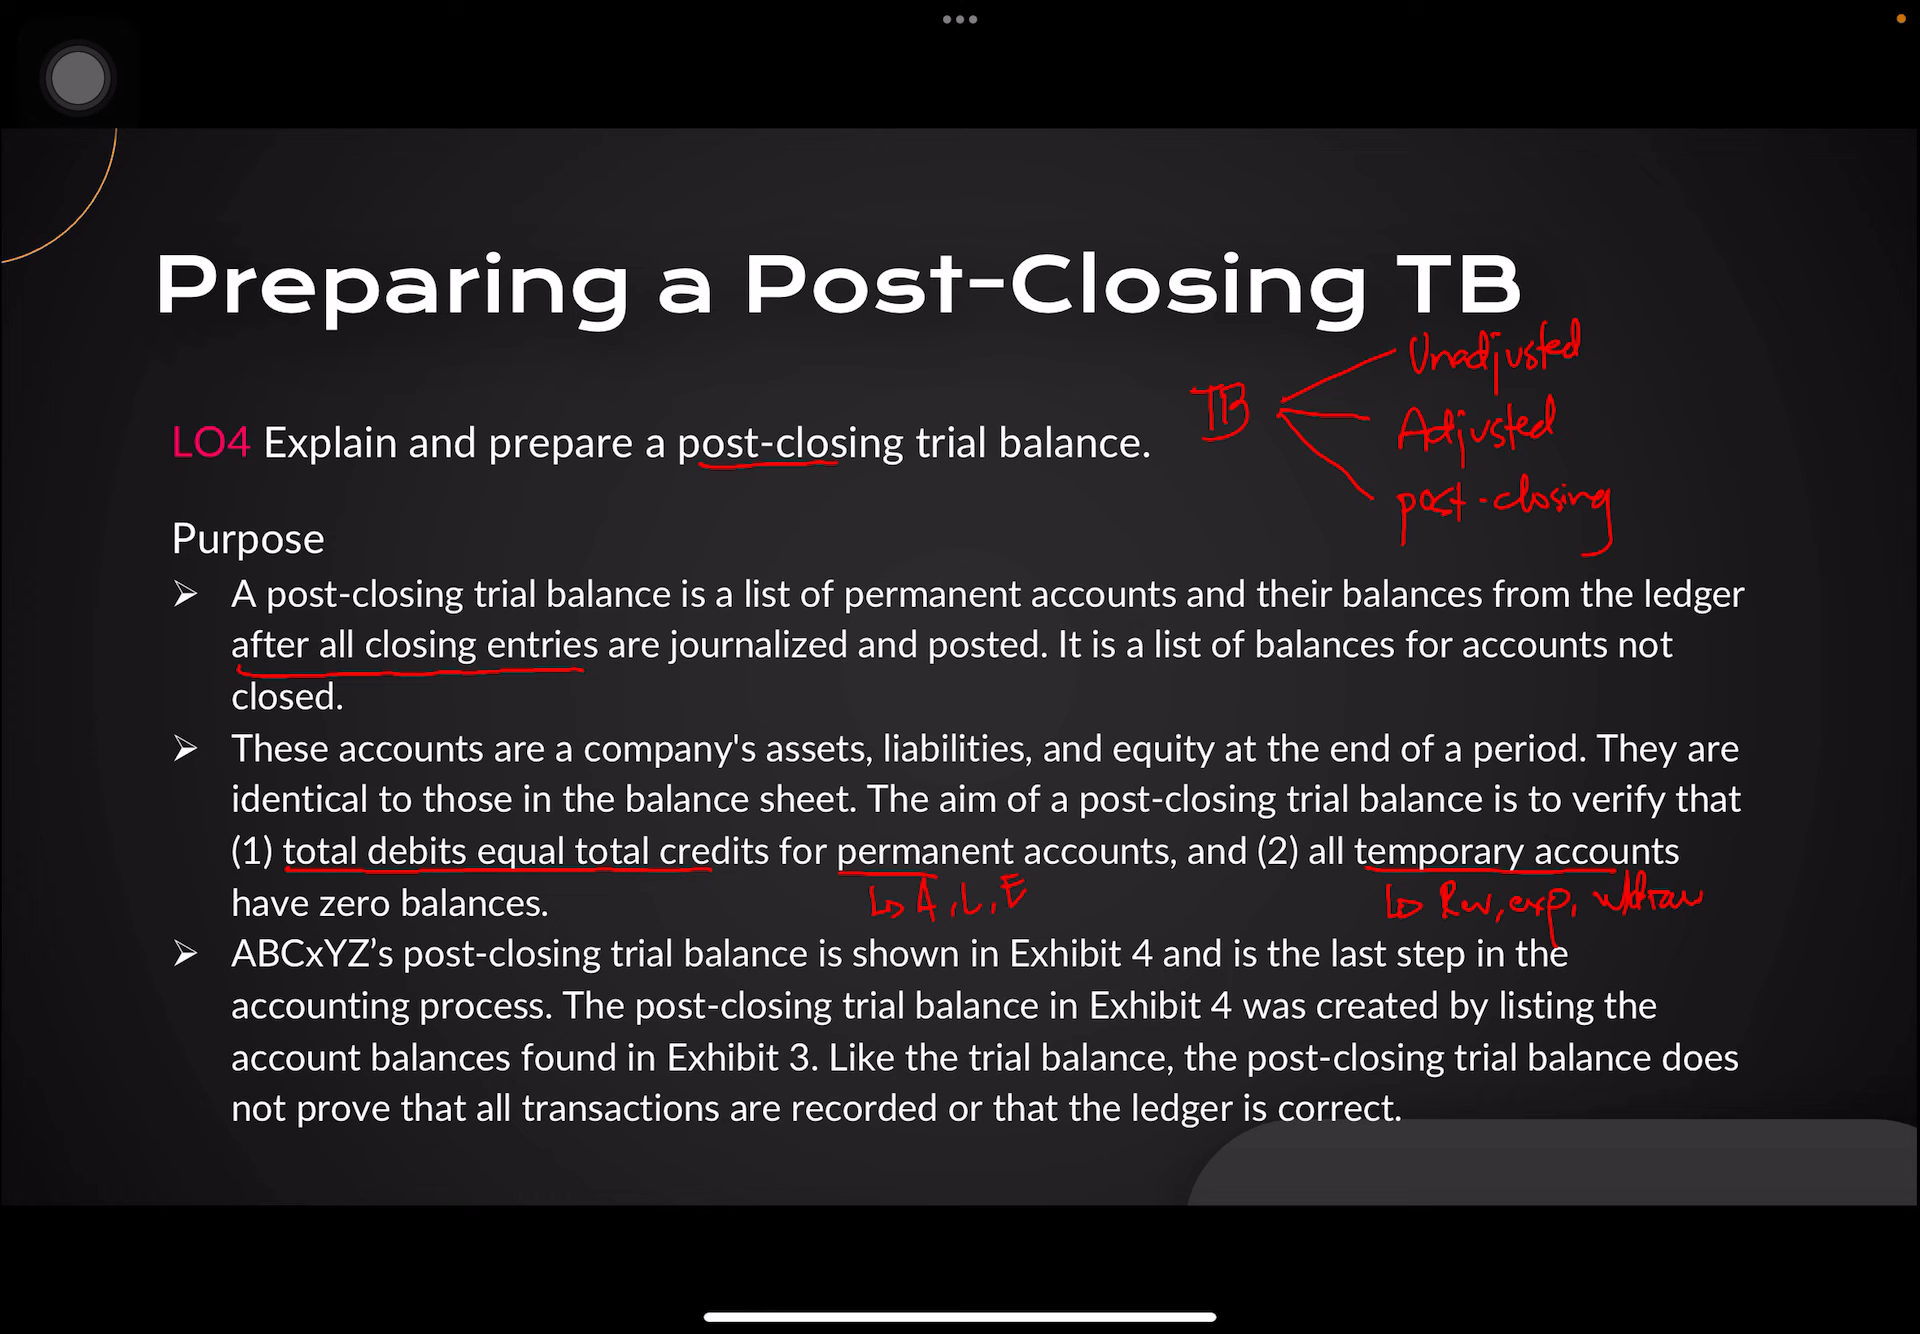 Preparing a Post-Closing TB
Unadjusted
TB
Adjusted
LO4 Explain and prepare a post-closing trial balance.
post-closing
Purpose
➢ A post-closing trial balance is a list of permanent accounts and their balances from the ledger
after all closing entries are journalized and posted. It is a list of balances for accounts not
closed.
➢ These accounts are a company's assets, liabilities, and equity at the end of a period. They are
identical to those in the balance sheet. The aim of a post-closing trial balance is to verify that
(1) total debits equal total credits for permanent accounts, and (2) all temporary accounts
have zero balances.
A, L, E
Rev, exp, withdraw
➢ ABCxYZ’s post-closing trial balance is shown in Exhibit 4 and is the last step in the
accounting process. The post-closing trial balance in Exhibit 4 was created by listing the
account balances found in Exhibit 3. Like the trial balance, the post-closing trial balance does
not prove that all transactions are recorded or that the ledger is correct.